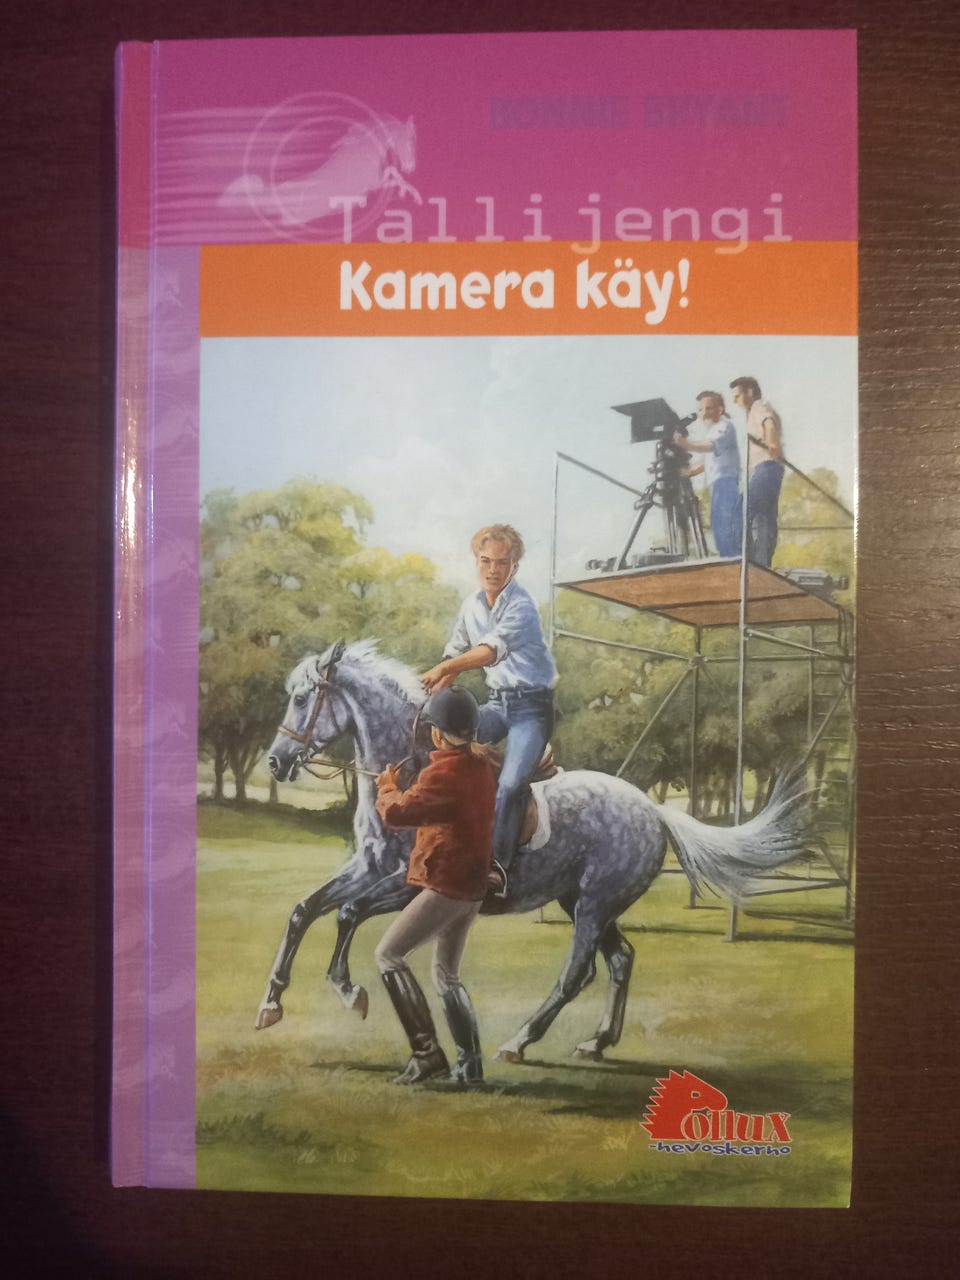 BONNIE BRYANT
Tallijengi
Kamera käy!
Pollux
-hevoskerho